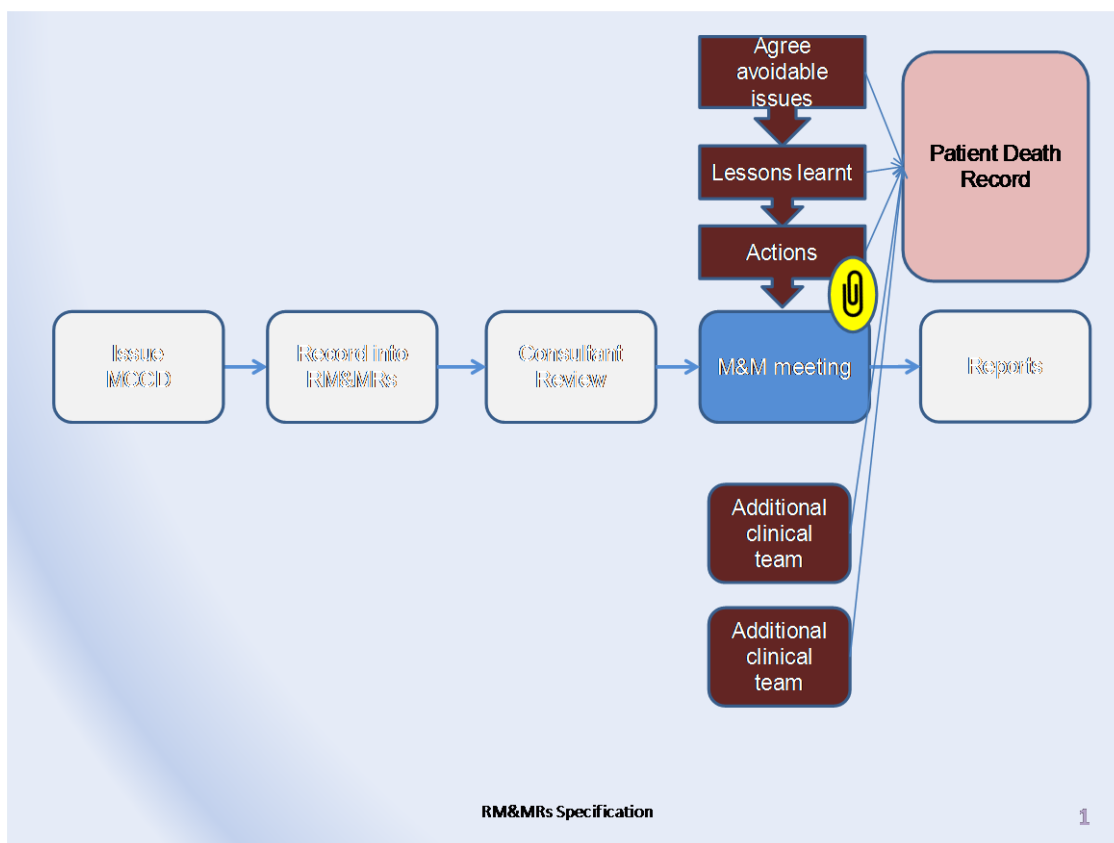 Agree
avoidable
issues
Patient Death
Record
Lessons learnt
Actions
Issue
MCCD
Record into
RM&MRs
Consultant
Review
M&M meeting
Reports
Additional
clinical
team
Additional
clinical
team
RM&MRs Specification
1